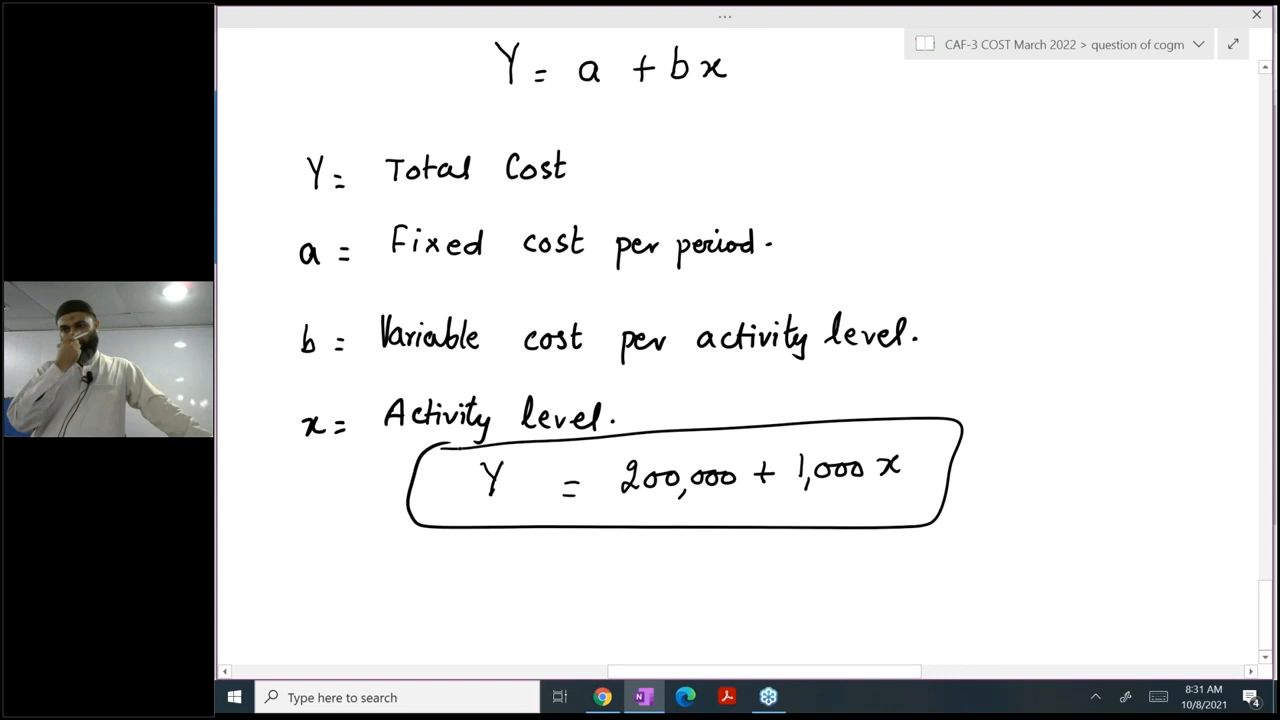 CAF-3 COST March 2022 > question of cogm
Y = a + bx
Y = Total Cost
a = Fixed cost per period.
b = Variable cost per activity level.
x = Activity level.
Y = 200,000 + 1,000 x
Type here to search
8:31 AM
10/8/2021
4